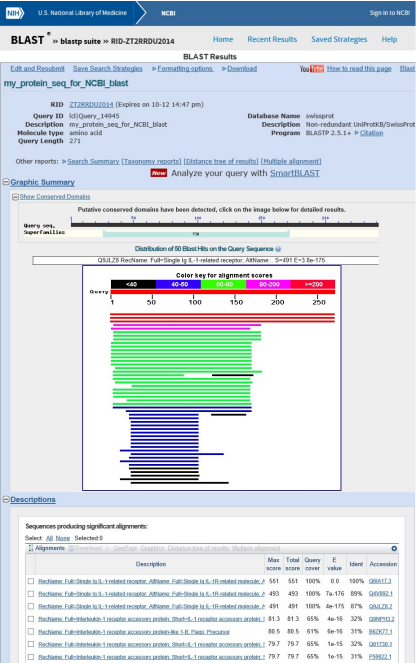 NIH U.S. National Library of Medicine NCBI Sign in to NCBI
BLAST ® » blastp suite » RID-ZT2RRDU2014 Home Recent Results Saved Strategies Help
BLAST Results
Edit and Resubmit Save Search Strategies ▷Formatting options ▷Download YouTube How to read this page Blast
my_protein_seq_for_NCBI_blast
RID ZT2RRDU2014 (Expires on 10-12 14:47 pm)
Query ID lcl|Query_14945 Database Name swissprot
Description my_protein_seq_for_NCBI_blast Description Non-redundant UniProtKB/SwissProt
Molecule type amino acid Program BLASTP 2.5.1+ ▷Citation
Query Length 271
Other reports: ▷Search Summary [Taxonomy reports] [Distance tree of results] [Multiple alignment]
New Analyze your query with SmartBLAST
Graphic Summary
Show Conserved Domains
Putative conserved domains have been detected, click on the image below for detailed results.
Query seq.
Superfamilies
Distribution of 50 Blast Hits on the Query Sequence
Q9JLZ8 RecName: Full=Single Ig IL-1-related receptor; AltName:.. S=491 E=3.8e-175
Color key for alignment scores
<40 40-50 50-80 80-200 >=200
Query
1 50 100 150 200 250
Descriptions
Sequences producing significant alignments:
Select: All None Selected:0
Alignments Download GenPept Graphics Distance tree of results Multiple alignment
Description Max score Total score Query cover E value Ident Accession
RecName: Full=Single Ig IL-1-related receptor; AltName: Full=Single Ig IL-1R-related molecule; A 551 551 100% 0.0 100% Q6IA17.3
RecName: Full=Single Ig IL-1-related receptor; AltName: Full=Single Ig IL-1R-related molecule; A 493 493 100% 7e-176 89% Q4V892.1
RecName: Full=Single Ig IL-1-related receptor; AltName: Full=Single Ig IL-1R-related molecule; A 491 491 100% 4e-175 87% Q9JLZ8.2
RecName: Full=Interleukin-1 receptor accessory protein; Short=IL-1 receptor accessory protein; 81.3 81.3 65% 4e-16 32% Q9NPH3.2
RecName: Full=Interleukin-1 receptor accessory protein-like 1-B; Flags: Precursor 80.5 80.5 61% 6e-16 31% B6ZK77.1
RecName: Full=Interleukin-1 receptor accessory protein; Short=IL-1 receptor accessory protein; 79.7 79.7 65% 1e-15 32% Q61730.1
RecName: Full=Interleukin-1 receptor accessory protein; Short=IL-1 receptor accessory protein; 79.7 79.7 65% 1e-15 31% P59822.1